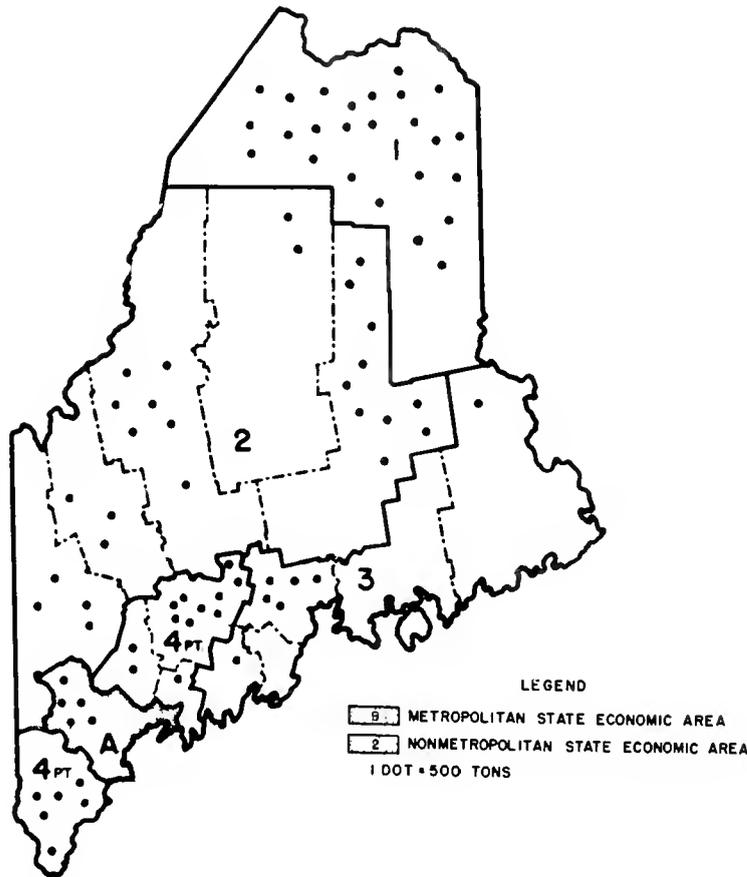 1
2
3
4PT
A
4PT
LEGEND
9 METROPOLITAN STATE ECONOMIC AREA
2 NONMETROPOLITAN STATE ECONOMIC AREA
1 DOT = 500 TONS